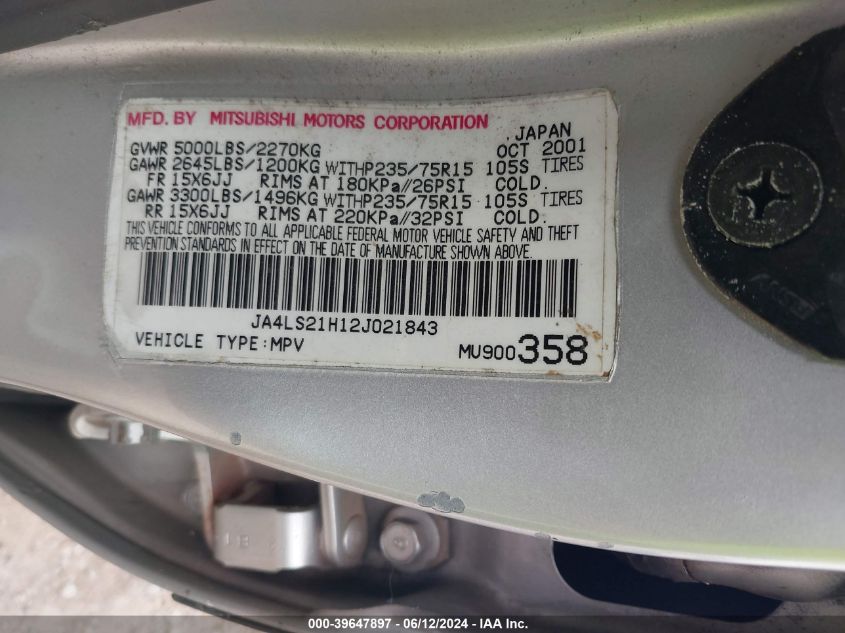 MFD. BY MITSUBISHI MOTORS CORPORATION
JAPAN
GVWR 5000LBS/2270KG OCT 2001
GAWR 2645LBS/1200KG WITHP235/75R15 105S TIRES
FR 15X6JJ RIMS AT 180KPa//26PSI COLD.
GAWR 3300LBS/1496KG WITHP235/75R15 105S TIRES
RR 15X6JJ RIMS AT 220KPa//32PSI COLD.
THIS VEHICLE CONFORMS TO ALL APPLICABLE FEDERAL MOTOR VEHICLE SAFETY AND THEFT
PREVENTION STANDARDS IN EFFECT ON THE DATE OF MANUFACTURE SHOWN ABOVE.
JA4LS21H12J021843
VEHICLE TYPE:MPV MU900358
000-39647897 - 06/12/2024 - IAA Inc.